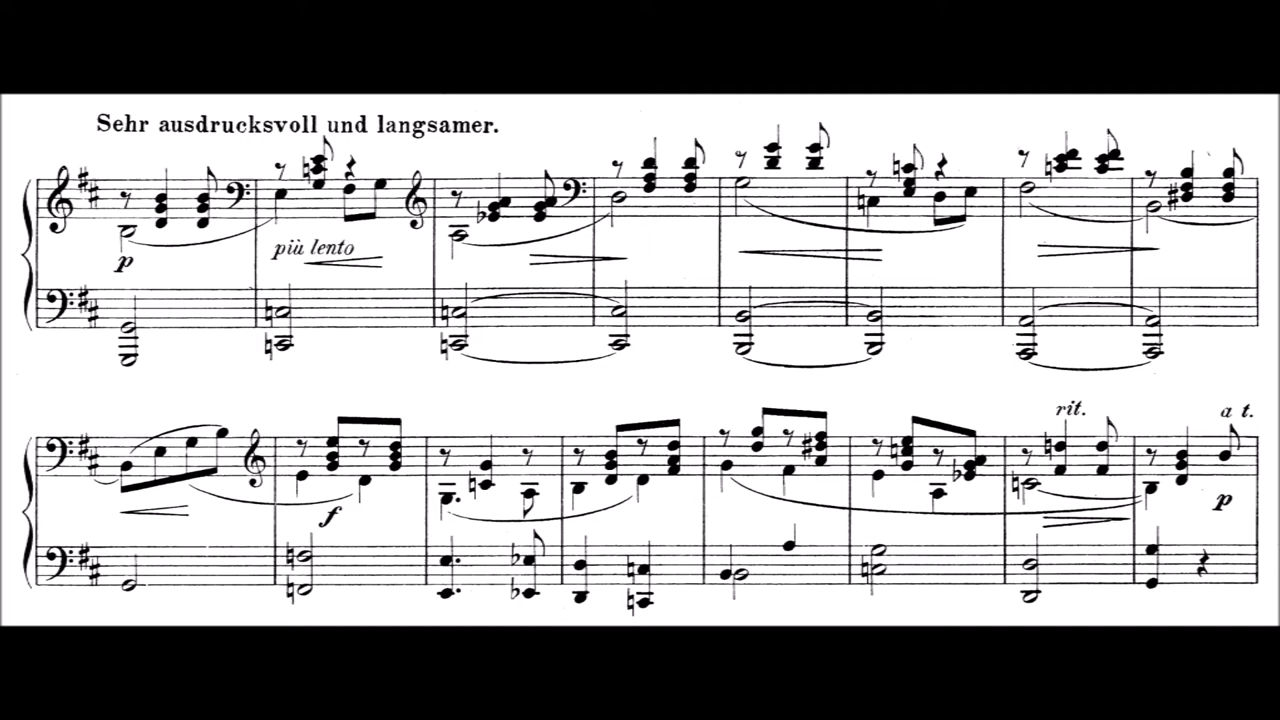 Sehr ausdrucksvoll und langsamer.
p
più lento
rit.
a t.
f
p